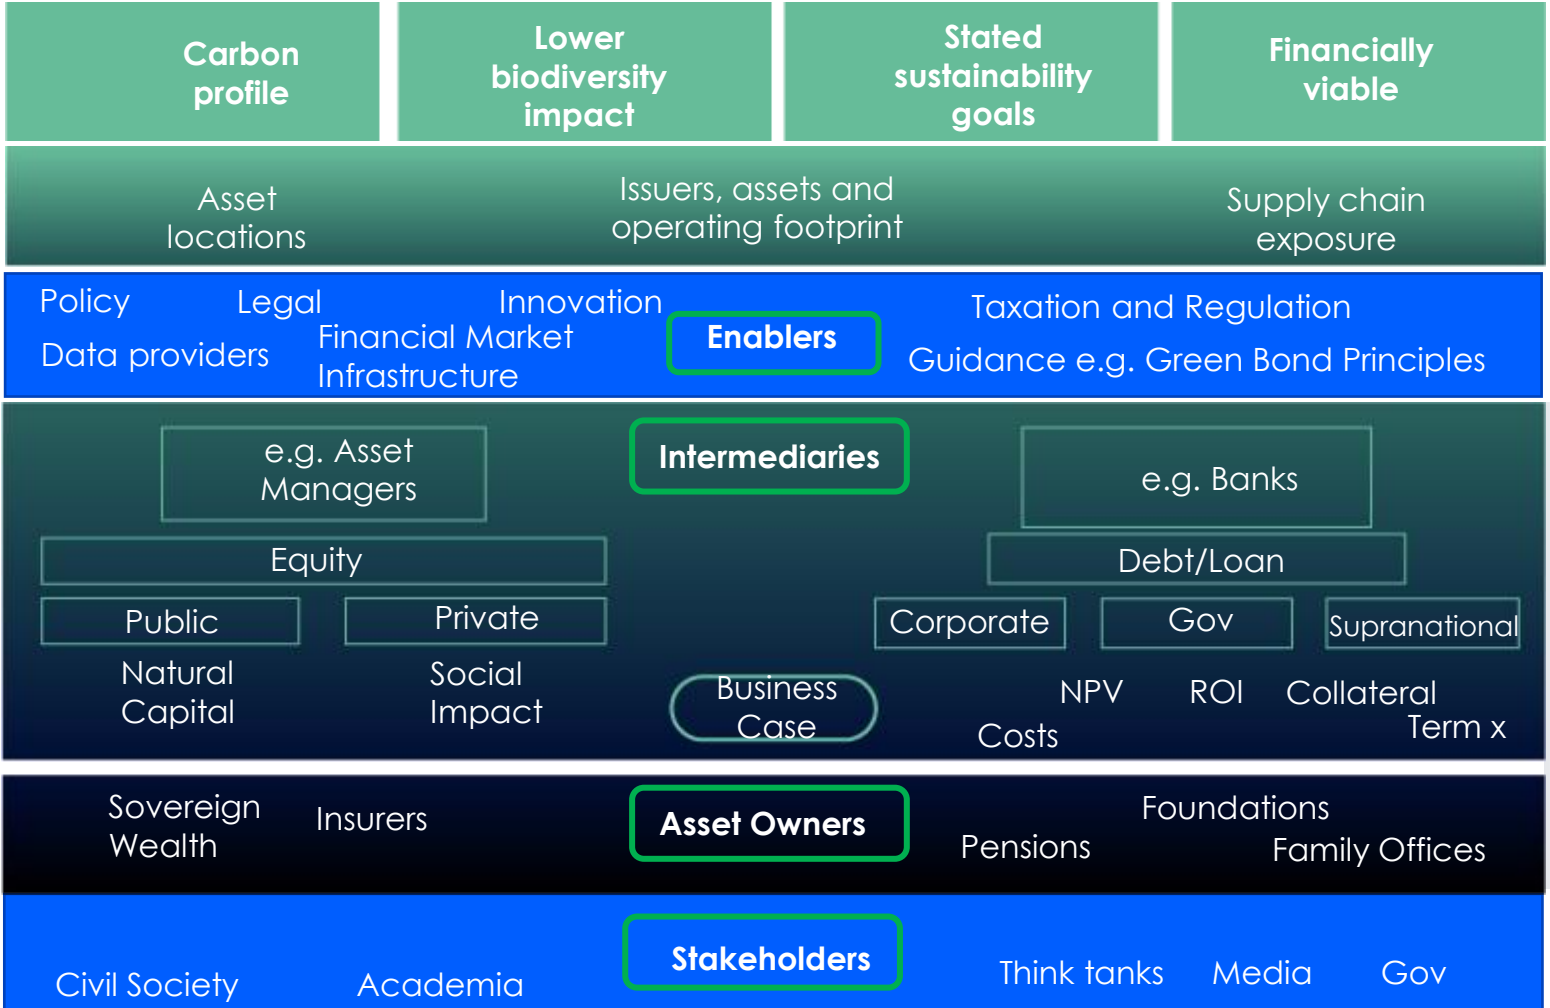 Carbon
profile
Lower
biodiversity
impact
Stated
sustainability
goals
Financially
viable
Asset
locations
Issuers, assets and
operating footprint
Supply chain
exposure
Policy
Legal
Innovation
Taxation and Regulation
Data providers
Financial Market
Infrastructure
Enablers
Guidance e.g. Green Bond Principles
Intermediaries
e.g. Asset
Managers
e.g. Banks
Equity
Debt/Loan
Public
Private
Corporate
Gov
Supranational
Natural
Capital
Social
Impact
Business
Case
NPV
ROI
Collateral
Costs
Term x
Sovereign
Wealth
Insurers
Asset Owners
Foundations
Pensions
Family Offices
Stakeholders
Civil Society
Academia
Think tanks
Media
Gov